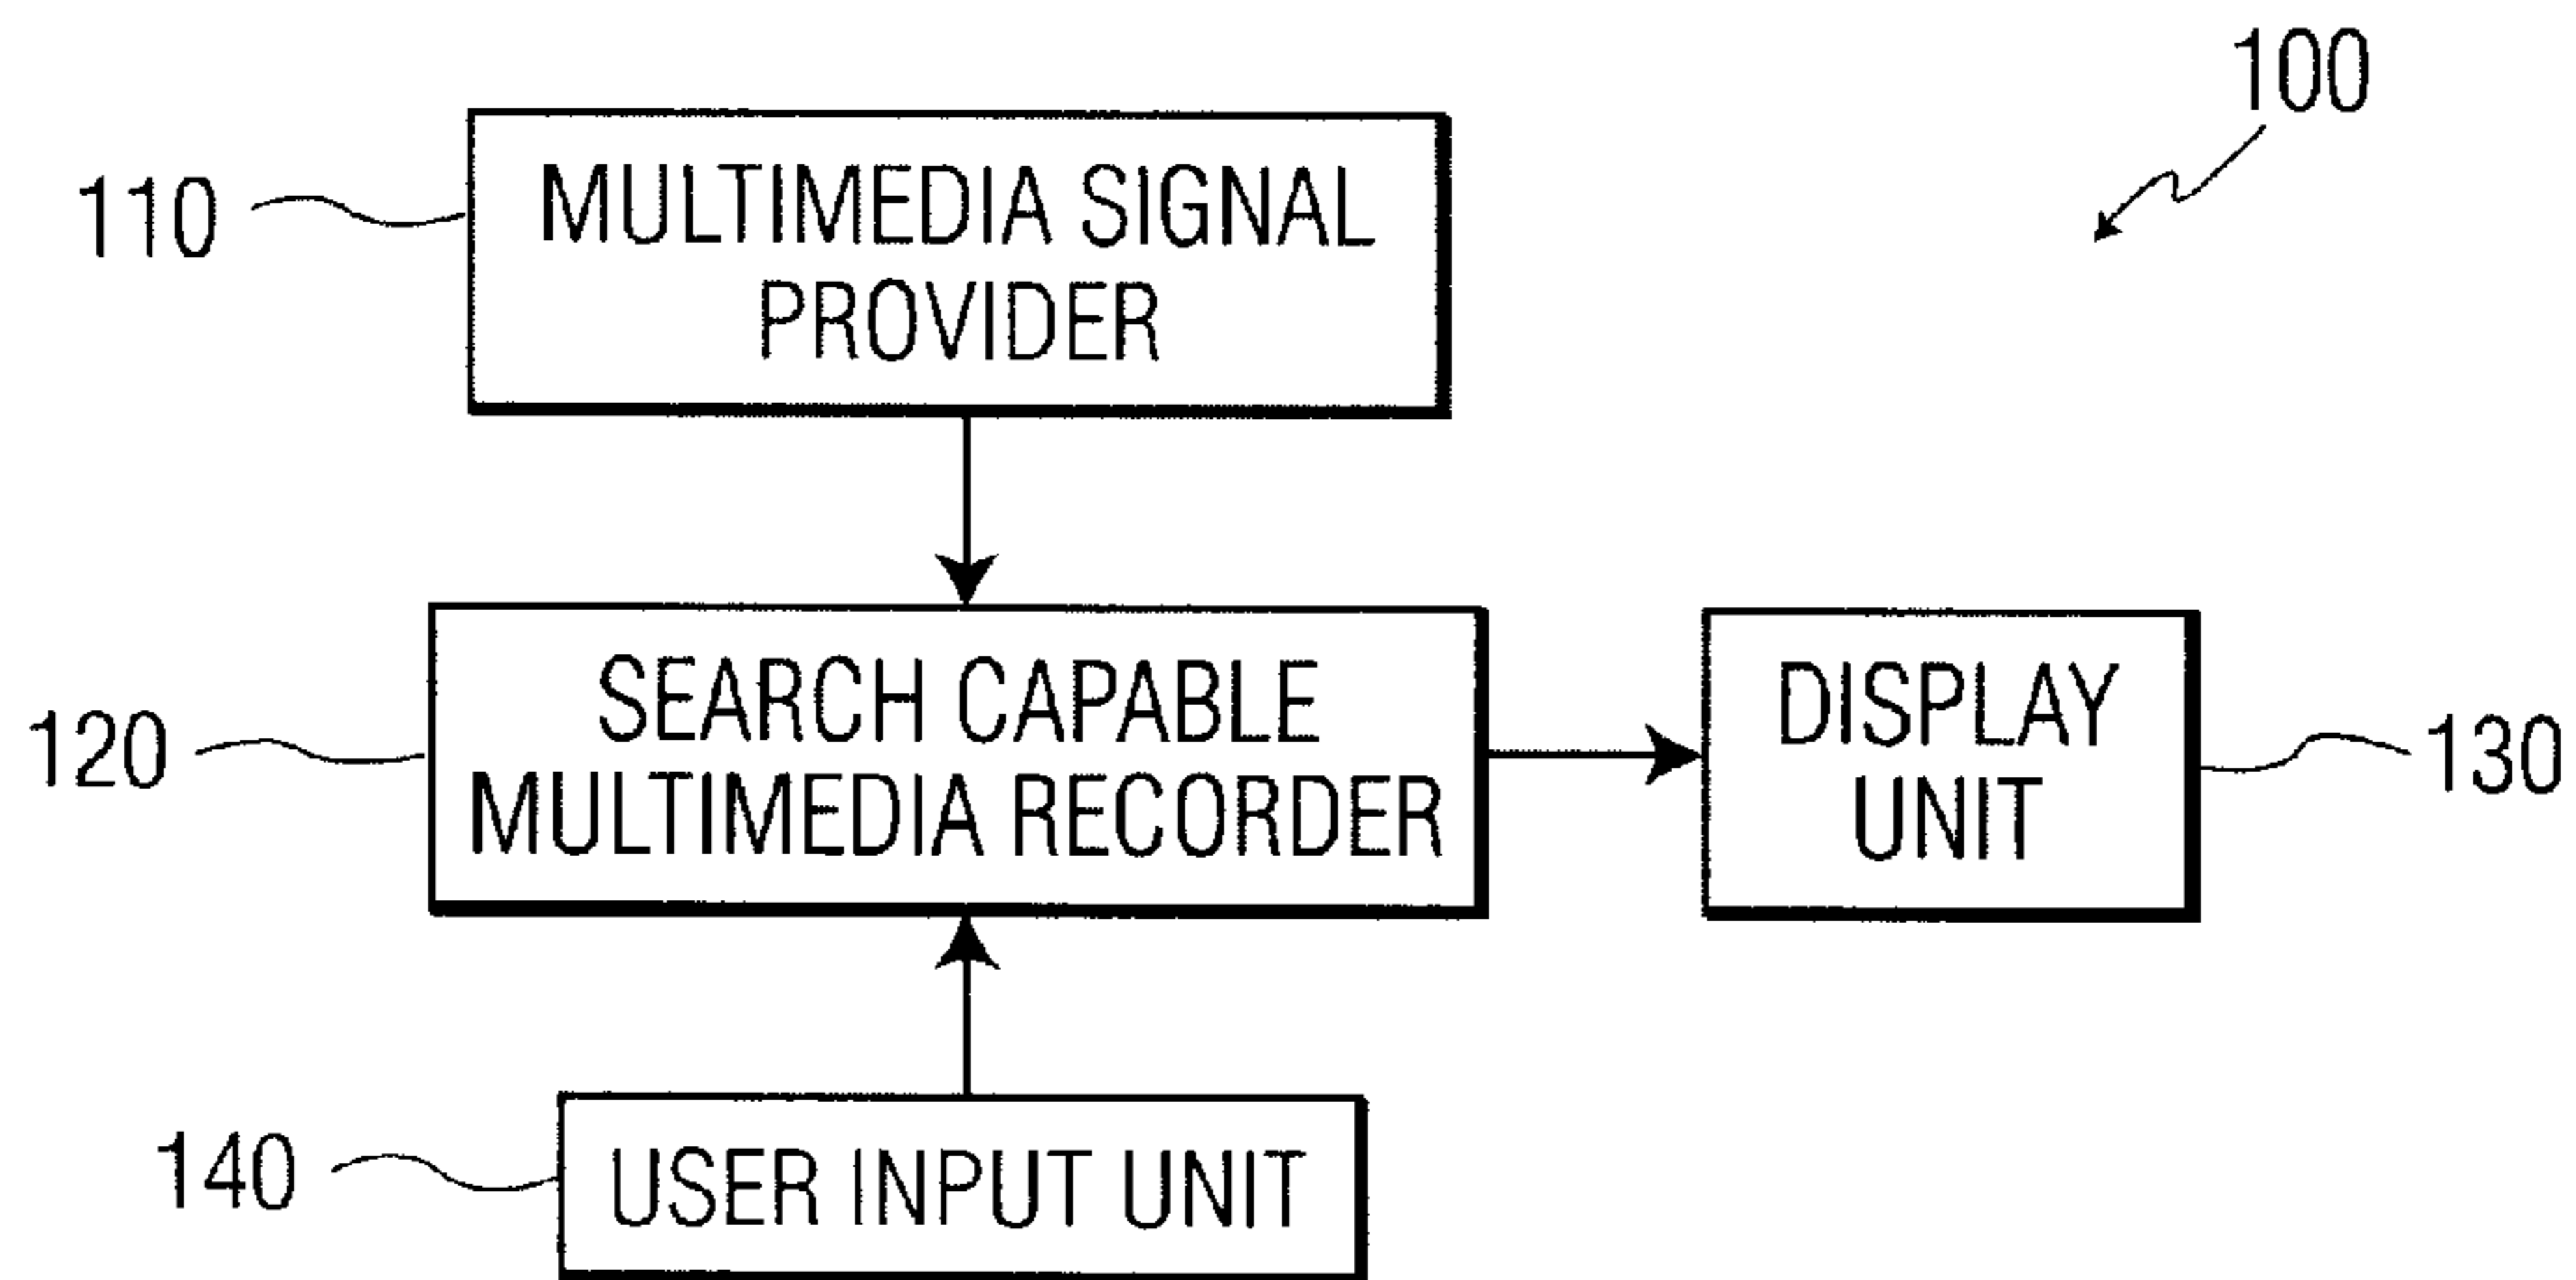 100
110
MULTIMEDIA SIGNAL
PROVIDER
120
SEARCH CAPABLE
MULTIMEDIA RECORDER
DISPLAY
UNIT
130
140
USER INPUT UNIT